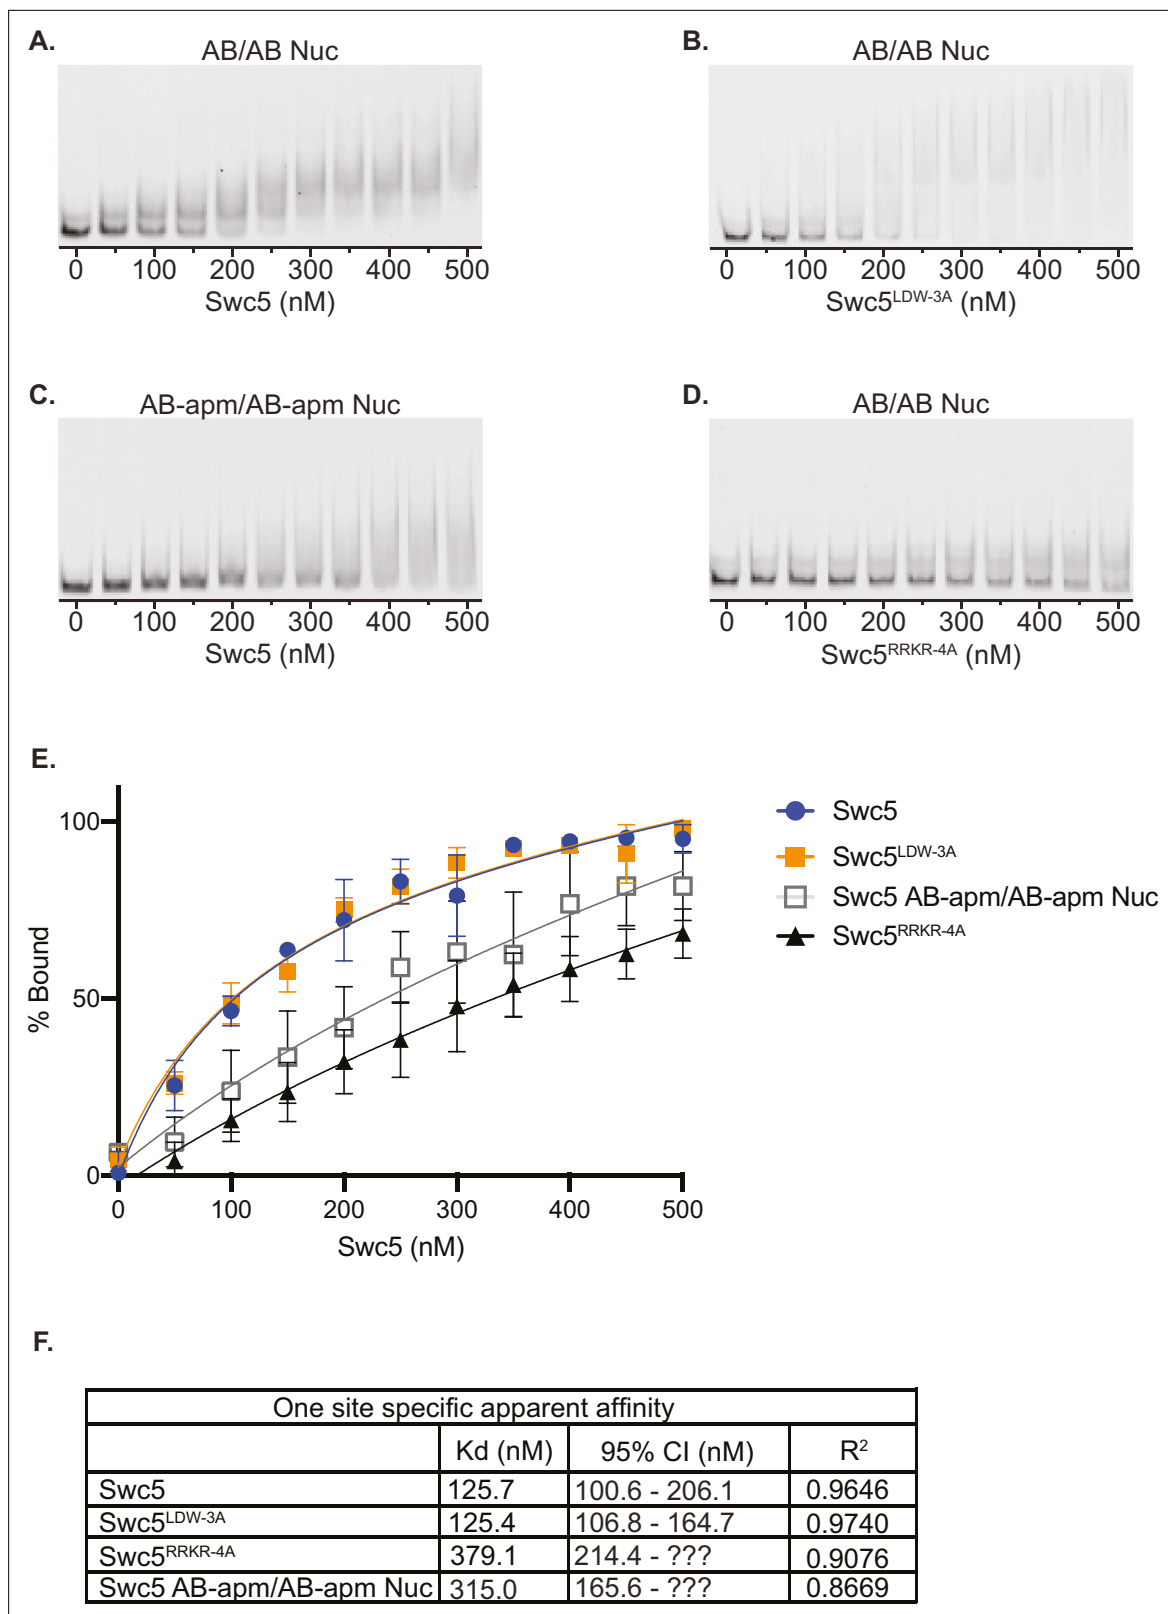 A.
AB/AB Nuc
0 100 200 300 400 500
Swc5 (nM)
B.
AB/AB Nuc
0 100 200 300 400 500
Swc5LDW-3A (nM)
C.
AB-apm/AB-apm Nuc
0 100 200 300 400 500
Swc5 (nM)
D.
AB/AB Nuc
0 100 200 300 400 500
Swc5RRKR-4A (nM)
E.
100
50
0
% Bound
0 100 200 300 400 500
Swc5 (nM)
Swc5
Swc5LDW-3A
Swc5 AB-apm/AB-apm Nuc
Swc5RRKR-4A
F.
One site specific apparent affinity
Kd (nM) 95% CI (nM) R2
Swc5 125.7 100.6 - 206.1 0.9646
Swc5LDW-3A 125.4 106.8 - 164.7 0.9740
Swc5RRKR-4A 379.1 214.4 - ??? 0.9076
Swc5 AB-apm/AB-apm Nuc 315.0 165.6 - ??? 0.8669